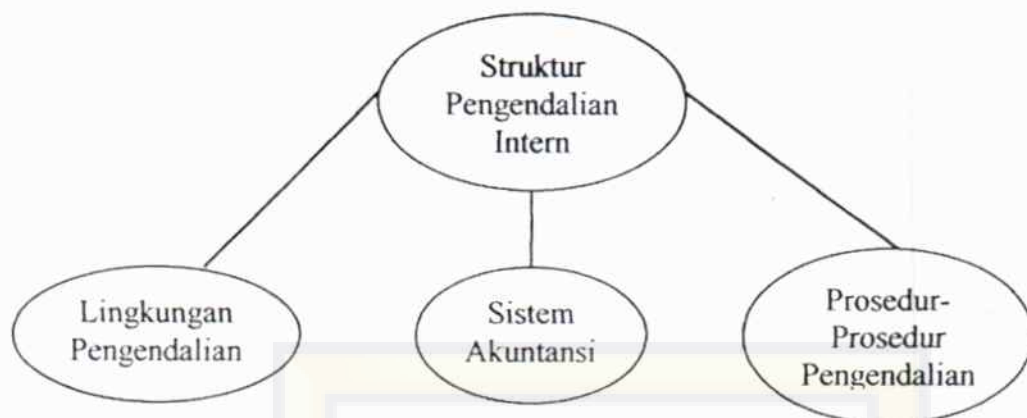 Struktur
Pengendalian
Intern
Lingkungan
Pengendalian
Sistem
Akuntansi
Prosedur-
Prosedur
Pengendalian